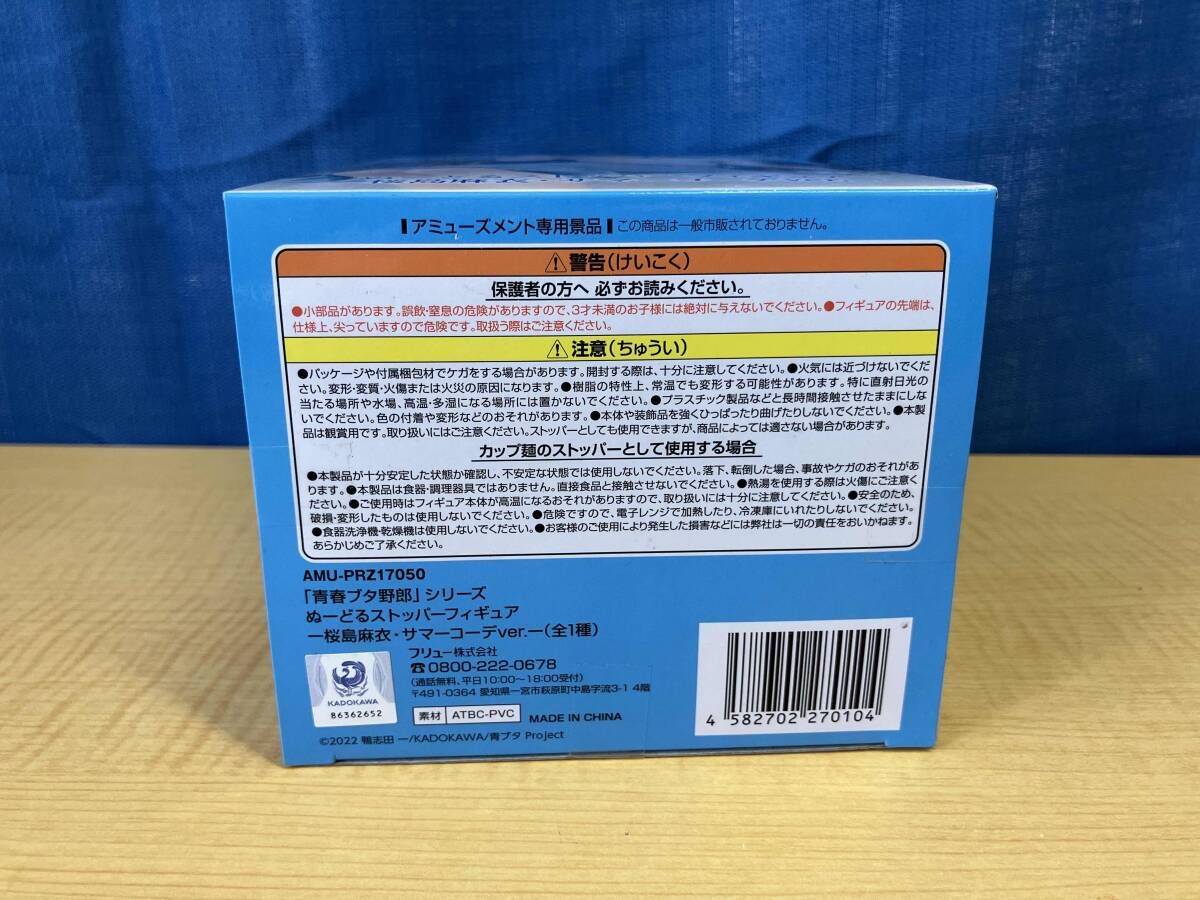 ┃アミューズメント専用景品┃この商品は一般市販されておりません。
⚠警告(けいこく)
保護者の方へ 必ずお読みください。
●小部品があります。誤飲・窒息の危険がありますので、3才未満のお子様には絶対に与えないでください。●フィギュアの先端は、
仕様上、尖っていますので危険です。取扱う際はご注意ください。
⚠注意(ちゅうい)
●パッケージや付属梱包材でケガをする場合があります。開封する際は、十分に注意してください。●火気には近づけないでくだ
さい。変形・変質・火傷または火災の原因になります。●樹脂の特性上、常温でも変形する可能性があります。特に直射日光の
当たる場所や水場、高温・多湿になる場所には置かないでください。●プラスチック製品などと長時間接触させたままにしな
いでください。色の付着や変形などのおそれがあります。●本体や装飾品を強くひっぱったり曲げたりしないでください。●本製
品は観賞用です。取り扱いにはご注意ください。ストッパーとしても使用できますが、商品によっては適さない場合があります。
カップ麺のストッパーとして使用する場合
●本製品が十分安定した状態か確認し、不安定な状態では使用しないでください。落下、転倒した場合、事故やケガのおそれがあ
ります。●本製品は食器・調理器具ではありません。直接食品と接触させないでください。●熱湯を使用する際は火傷にご注意く
ださい。●ご使用時はフィギュア本体が高温になるおそれがありますので、取り扱いには十分に注意してください。●安全のため、
破損・変形したものは使用しないでください。●危険ですので、電子レンジで加熱したり、冷凍庫にいれたりしないでください。
●食器洗浄機・乾燥機は使用しないでください。●お客様のご使用により発生した損害などには弊社は一切の責任をおいかねます。
あらかじめご了承ください。
AMU-PRZ17050
「青春ブタ野郎」シリーズ
ぬーどるストッパーフィギュア
ー桜島麻衣・サマーコーデver.ー(全1種)
フリュー株式会社
☎0800-222-0678
(通話無料、平日10:00~18:00受付)
〒491-0364 愛知県一宮市萩原町中島字流3-1 4階
KADOKAWA
86362652
素材 ATBC-PVC MADE IN CHINA
©2022 鴨志田 一/KADOKAWA/青ブタ Project
4 582702 270104